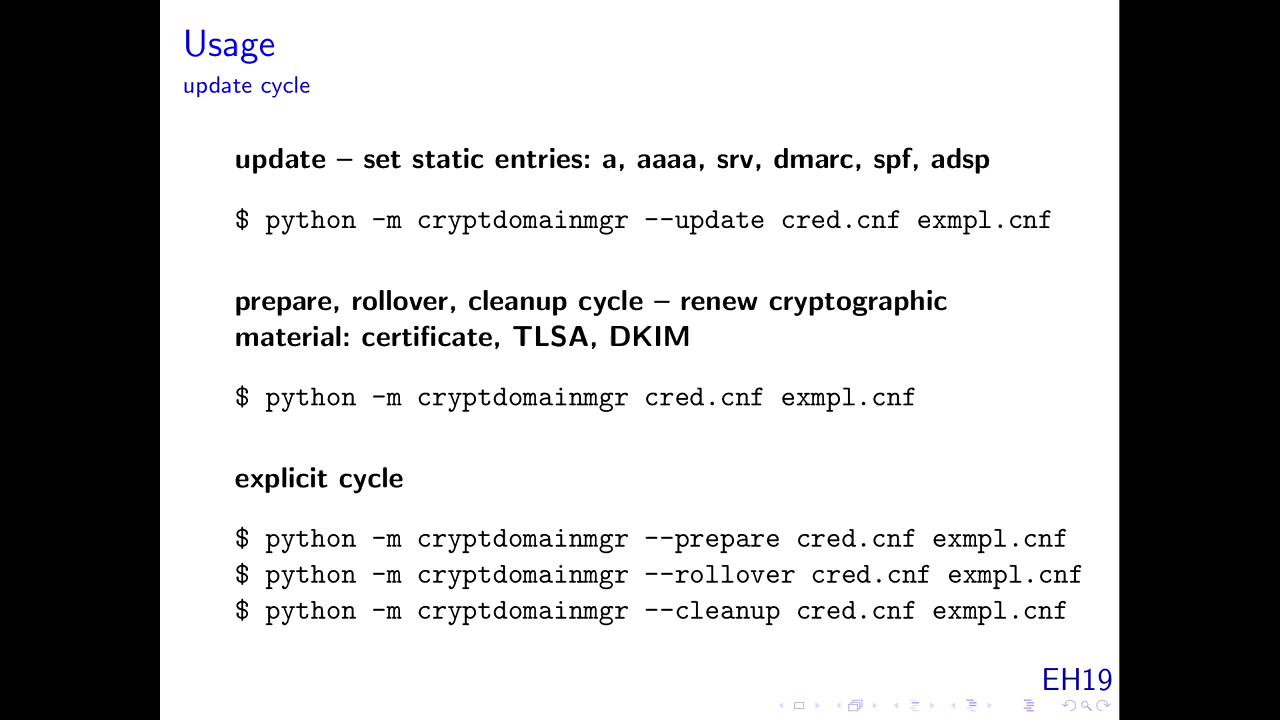 Usage
update cycle
update – set static entries: a, aaaa, srv, dmarc, spf, adsp
$ python -m cryptdomainmgr --update cred.cnf exmpl.cnf
prepare, rollover, cleanup cycle – renew cryptographic
material: certificate, TLSA, DKIM
$ python -m cryptdomainmgr cred.cnf exmpl.cnf
explicit cycle
$ python -m cryptdomainmgr --prepare cred.cnf exmpl.cnf
$ python -m cryptdomainmgr --rollover cred.cnf exmpl.cnf
$ python -m cryptdomainmgr --cleanup cred.cnf exmpl.cnf
EH19